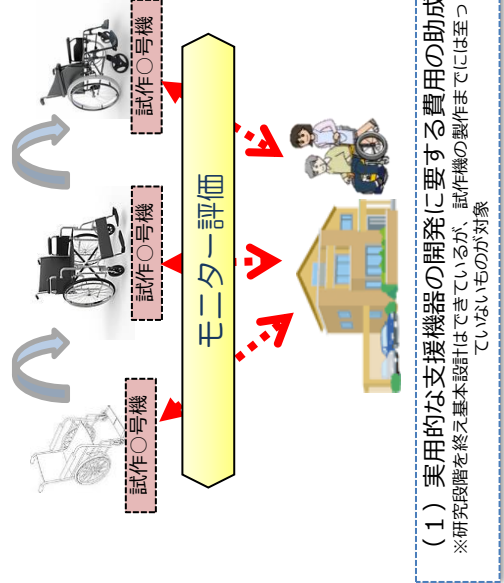 試作○号機
試作○号機
試作○号機
モニター評価
（１）実用的な支援機器の開発に要する費用の助成
※研究段階を終え基本設計はできているが、試作機の製作までには至っ
ていないものが対象